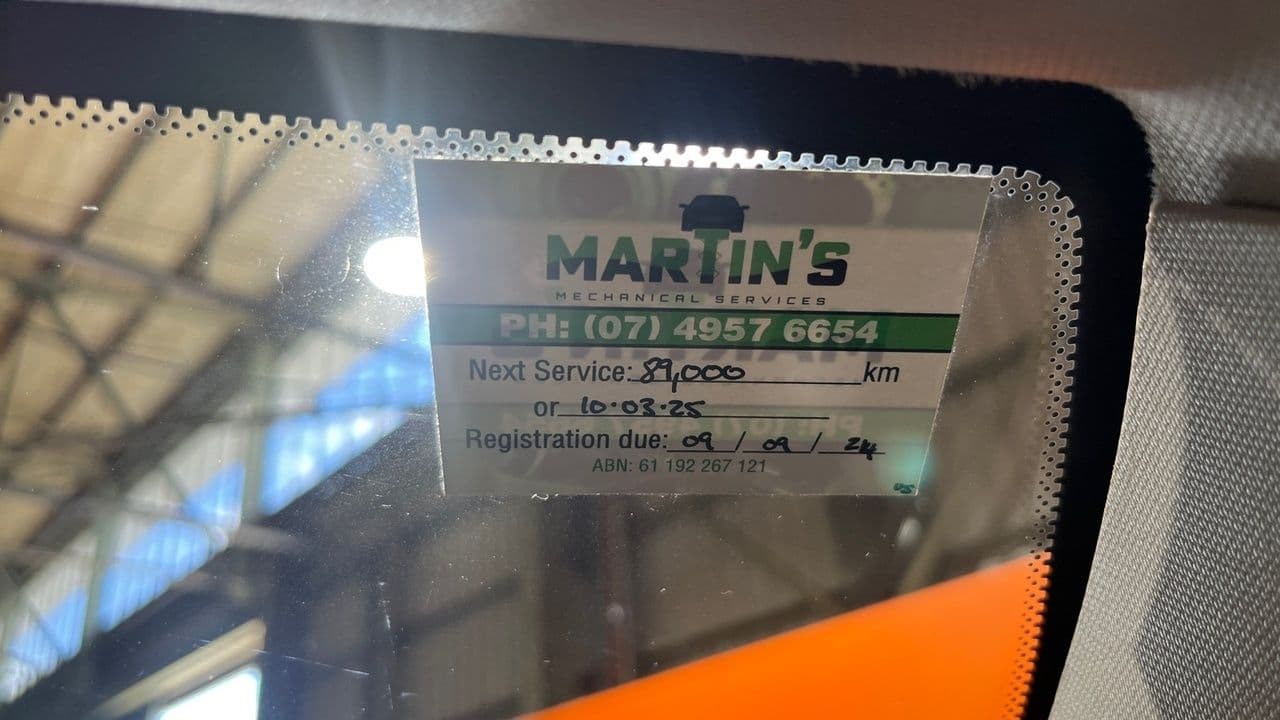 MARTIN'S
MECHANICAL SERVICES
PH: (07) 4957 6654
Next Service: 89,000 km
or 10.03.25
Registration due: 09 / 09 / 24
ABN: 61 192 267 121